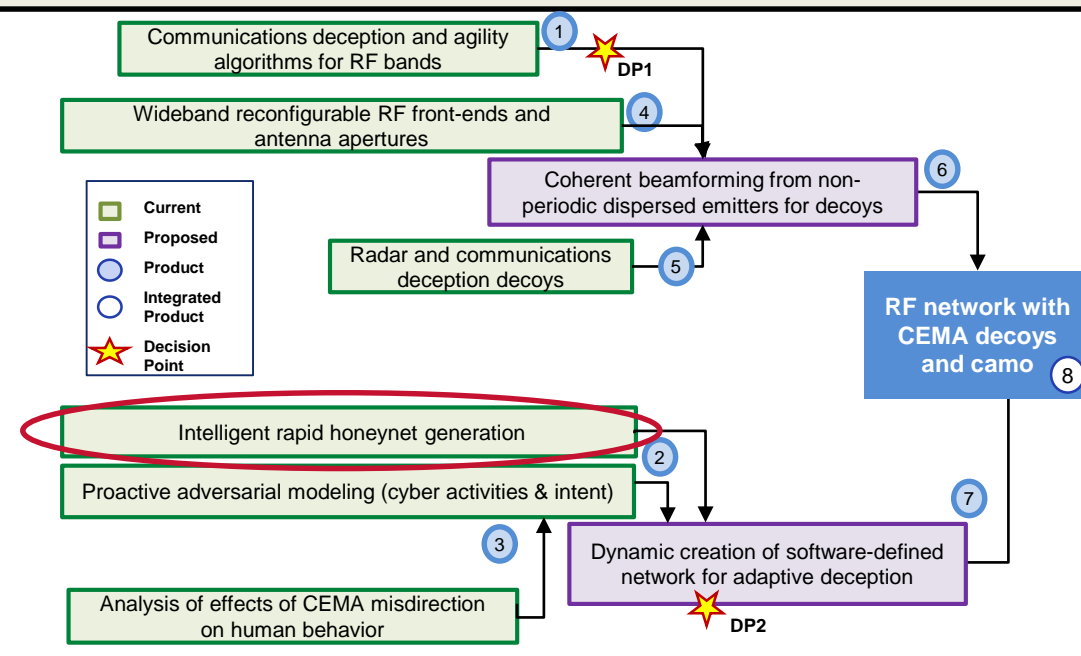 Communications deception and agility
algorithms for RF bands
1
DP1
Wideband reconfigurable RF front-ends and
antenna apertures
4
Coherent beamforming from non-
periodic dispersed emitters for decoys
6
Current
Proposed
Product
Integrated
Product
Decision
Point
Radar and communications
deception decoys
5
RF network with
CEMA decoys
and camo
8
Intelligent rapid honeynet generation
2
Proactive adversarial modeling (cyber activities & intent)
7
3
Dynamic creation of software-defined
network for adaptive deception
DP2
Analysis of effects of CEMA misdirection
on human behavior